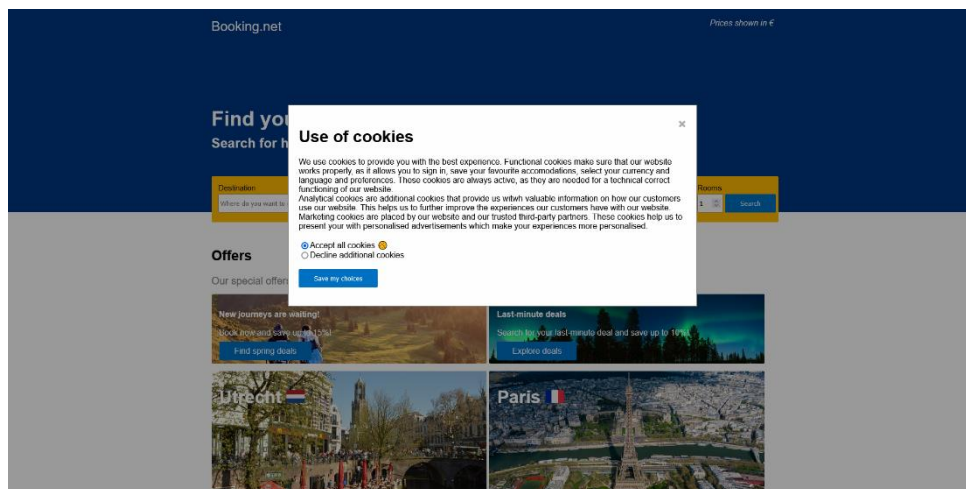 Booking.net
Prices shown in €
Find you
Search for h
Destination
Where do you want to
Rooms
1
Search
×
Use of cookies
We use cookies to provide you with the best experience. Functional cookies make sure that our website
works properly, as it allows you to sign in, save your favourite accomodations, select your currency and
language and preferences. These cookies are always active, as they are needed for a technical correct
functioning of our website.
Analytical cookies are additional cookies that provide us witwh valuable information on how our customers
use our website. This helps us to further improve the experiences our customers have with our website.
Marketing cookies are placed by our website and our trusted third-party partners. These cookies help us to
present your with personalised advertisements which make your experiences more personalised.
Accept all cookies
Decline additional cookies
Save my choices
Offers
Our special offers
New journeys are waiting!
Book now and save up to 15%!
Find spring deals
Last-minute deals
Search for your last-minute deal and save up to 10%!
Explore deals
Utrecht
Paris